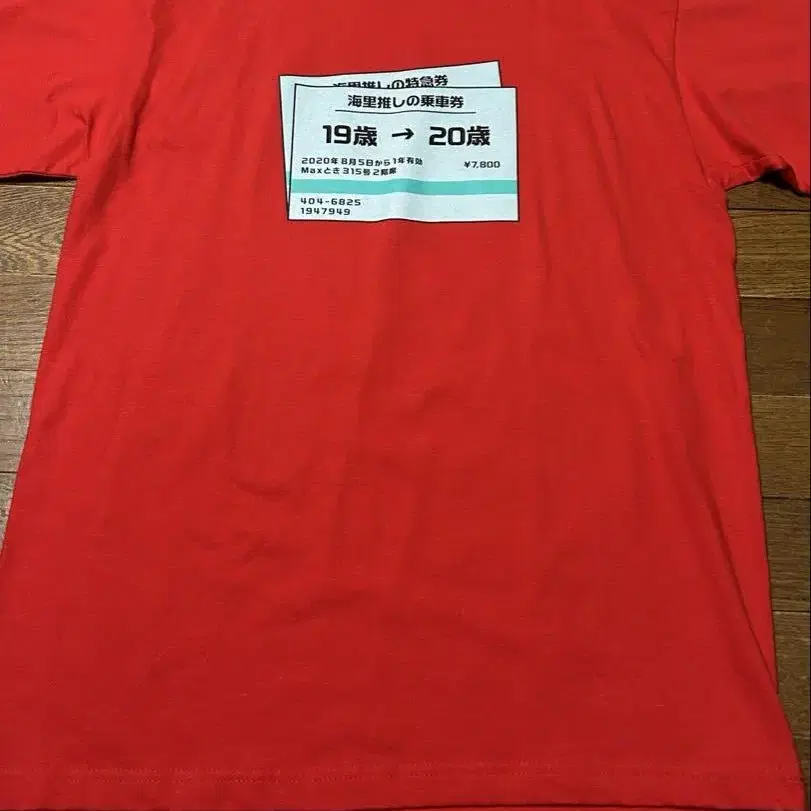 海里推しの特急券
海里推しの乗車券
19歳 → 20歳
2020年8月5日から1年有効 ¥7,800
Maxとき315号2階席
404-6825
1947949